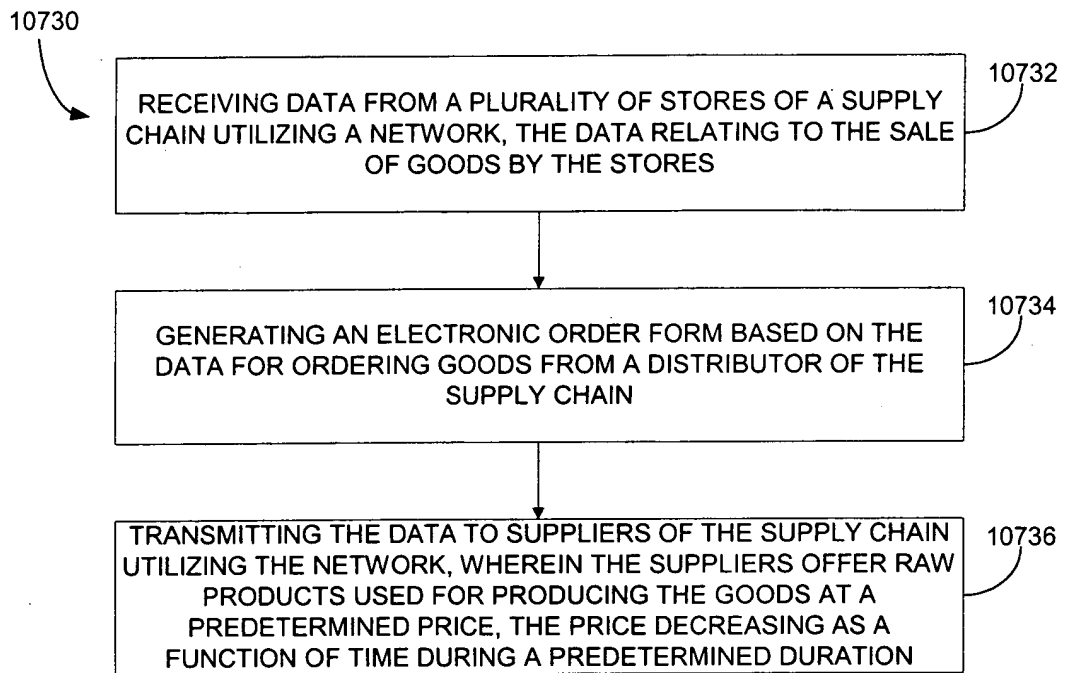 10730
RECEIVING DATA FROM A PLURALITY OF STORES OF A SUPPLY
CHAIN UTILIZING A NETWORK, THE DATA RELATING TO THE SALE
OF GOODS BY THE STORES
10732
GENERATING AN ELECTRONIC ORDER FORM BASED ON THE
DATA FOR ORDERING GOODS FROM A DISTRIBUTOR OF THE
SUPPLY CHAIN
10734
TRANSMITTING THE DATA TO SUPPLIERS OF THE SUPPLY CHAIN
UTILIZING THE NETWORK, WHEREIN THE SUPPLIERS OFFER RAW
PRODUCTS USED FOR PRODUCING THE GOODS AT A
PREDETERMINED PRICE, THE PRICE DECREASING AS A
FUNCTION OF TIME DURING A PREDETERMINED DURATION
10736